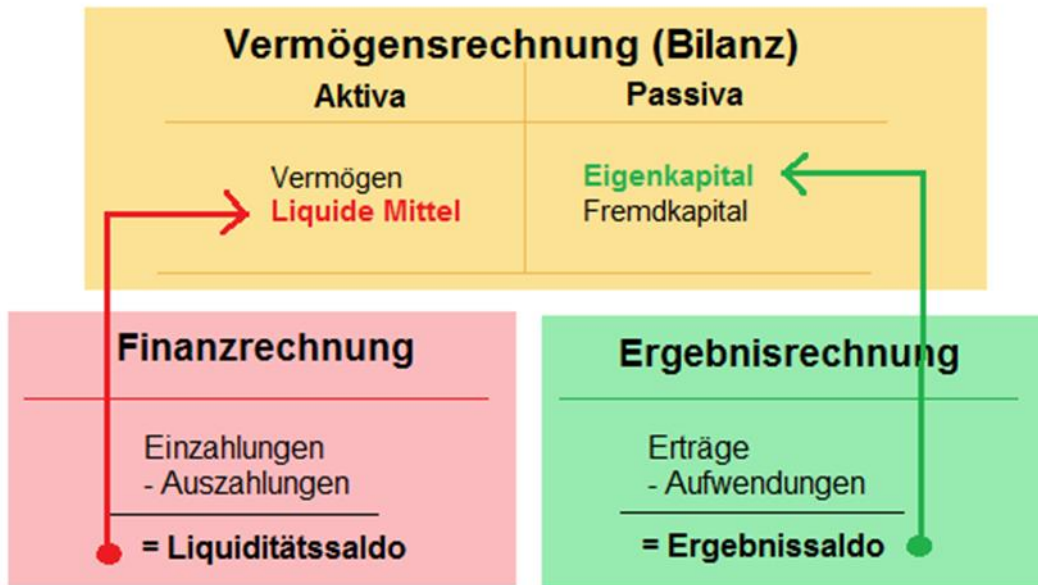 Vermögensrechnung (Bilanz)
Aktiva
Passiva
Vermögen
Liquide Mittel
Eigenkapital
Fremdkapital
Finanzrechnung
Einzahlungen
- Auszahlungen
= Liquiditätssaldo
Ergebnisrechnung
Erträge
- Aufwendungen
= Ergebnissaldo